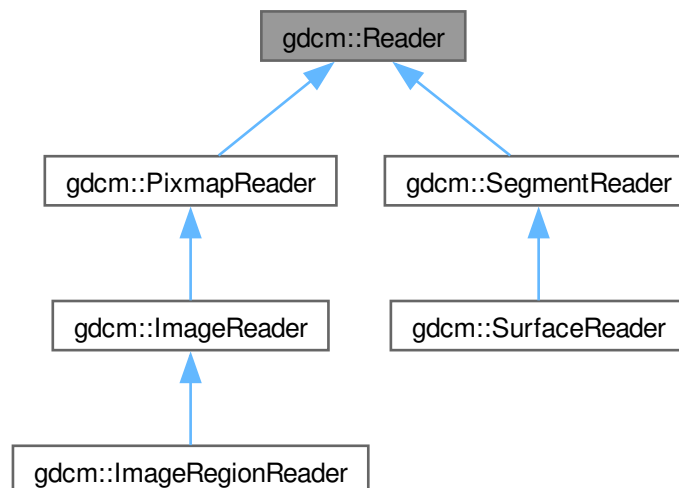 gdcm::Reader
gdcm::PixmapReader
gdcm::SegmentReader
gdcm::ImageReader
gdcm::SurfaceReader
gdcm::ImageRegionReader